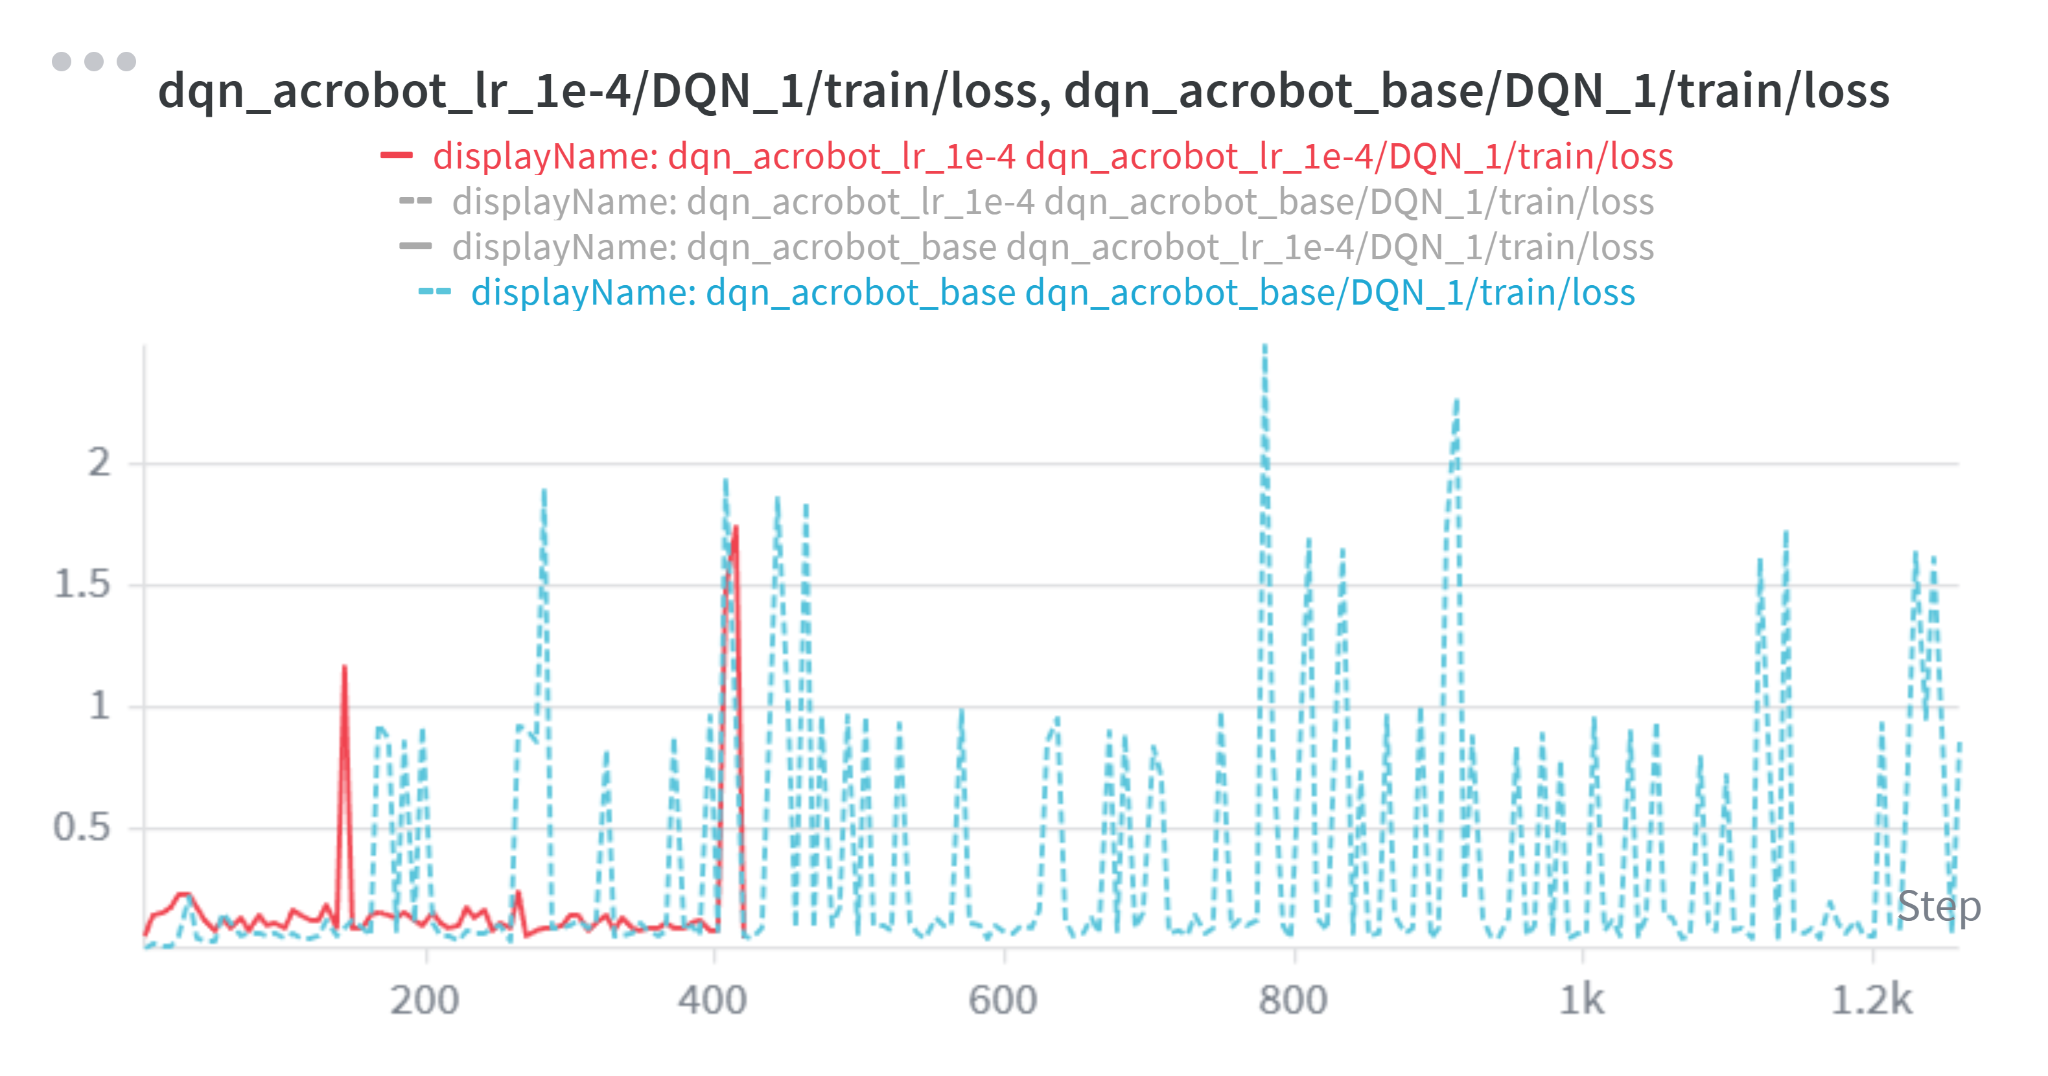 dqn_acrobot_lr_1e-4/DQN_1/train/loss, dqn_acrobot_base/DQN_1/train/loss
displayName: dqn_acrobot_lr_1e-4 dqn_acrobot_lr_1e-4/DQN_1/train/loss
displayName: dqn_acrobot_lr_1e-4 dqn_acrobot_base/DQN_1/train/loss
displayName: dqn_acrobot_base dqn_acrobot_lr_1e-4/DQN_1/train/loss
displayName: dqn_acrobot_base dqn_acrobot_base/DQN_1/train/loss
2
1.5
1
0.5
Step
200 400 600 800 1k 1.2k